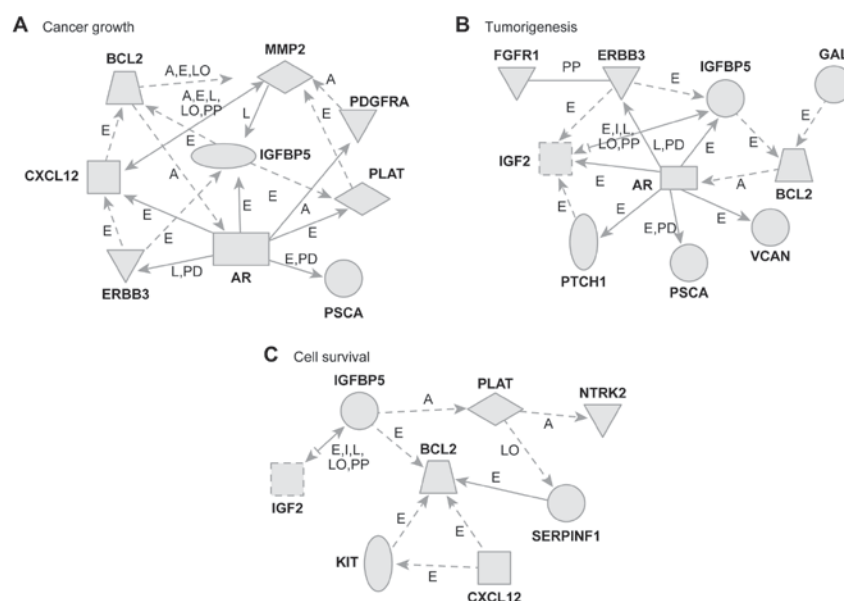 A Cancer growth
BCL2
MMP2
A,E,LO
A,E,L,
LO,PP
A
PDGFRA
L
E
E
E
IGFBP5
CXCL12
PLAT
A
E
E
A
E
E
E
E
E
L,PD
AR
E,PD
ERBB3
PSCA
B Tumorigenesis
FGFR1
PP
ERBB3
IGFBP5
GAL
E
E
E,I,L,
LO,PP
L,PD
E
E
E
IGF2
E
AR
A
BCL2
E
E
E
E,PD
VCAN
PTCH1
PSCA
C Cell survival
IGFBP5
PLAT
NTRK2
A
A
E
E,I,L,
LO,PP
BCL2
LO
IGF2
E
SERPINF1
E
E
KIT
E
CXCL12